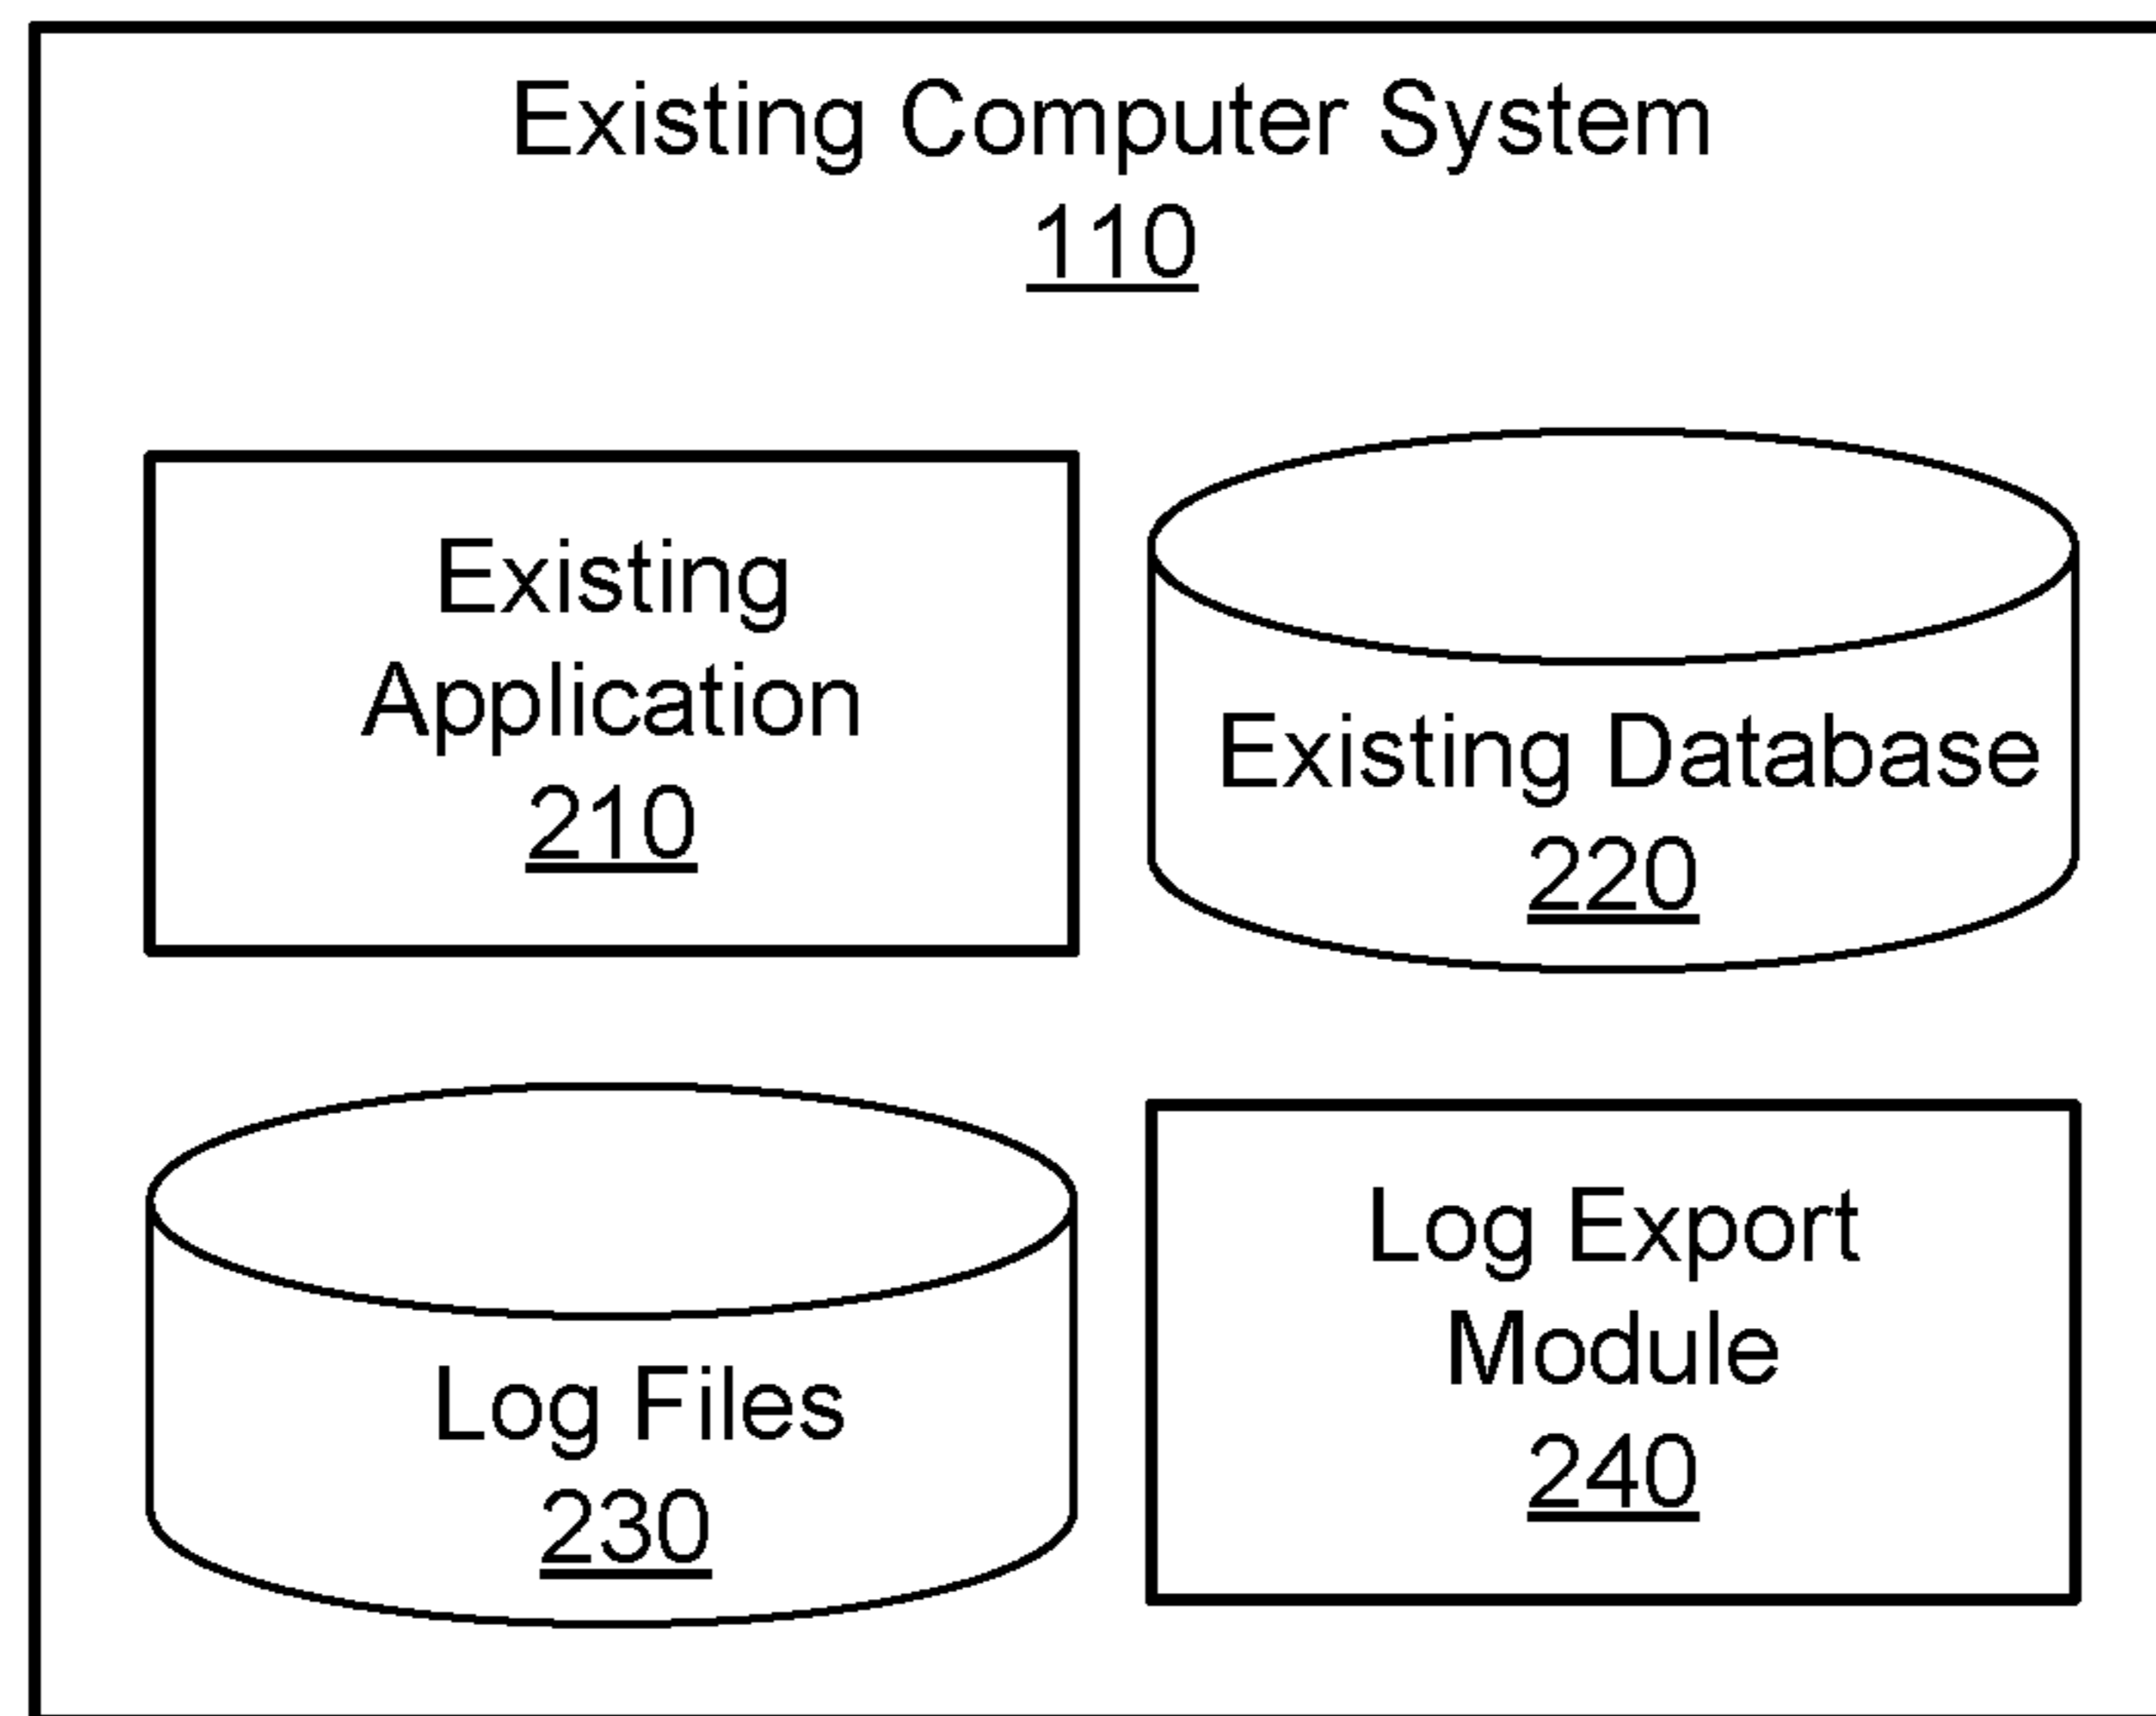 Existing Computer System
110
Existing
Application
210
Existing Database
220
Log Files
230
Log Export
Module
240